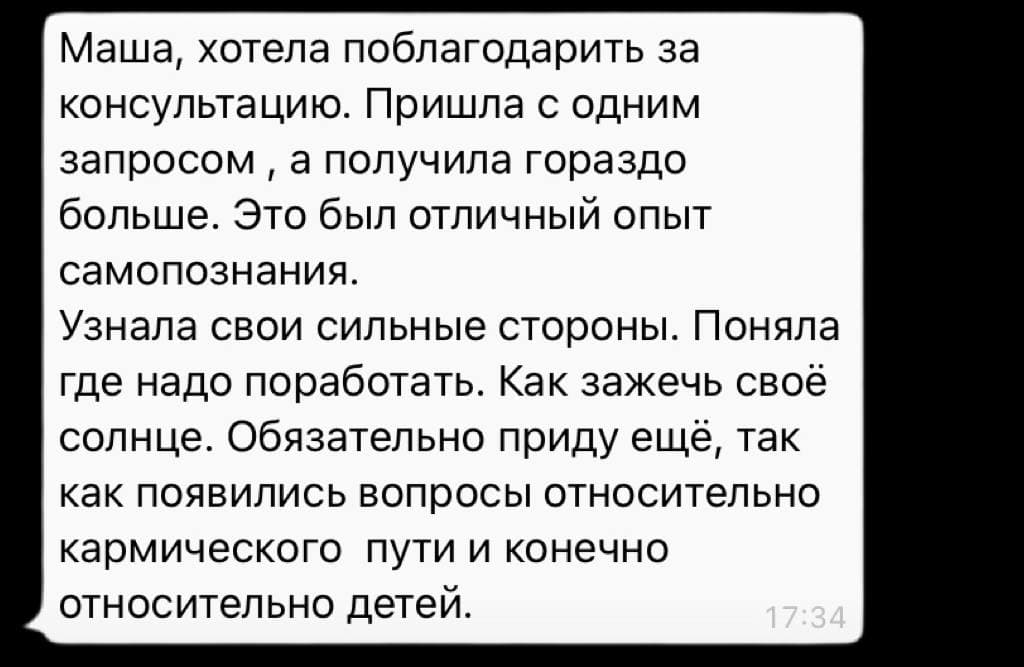 Маша, хотела поблагодарить за
консультацию. Пришла с одним
запросом , а получила гораздо
больше. Это был отличный опыт
самопознания.
Узнала свои сильные стороны. Поняла
где надо поработать. Как зажечь своё
солнце. Обязательно приду ещё, так
как появились вопросы относительно
кармического  пути и конечно
относительно детей.
17:34